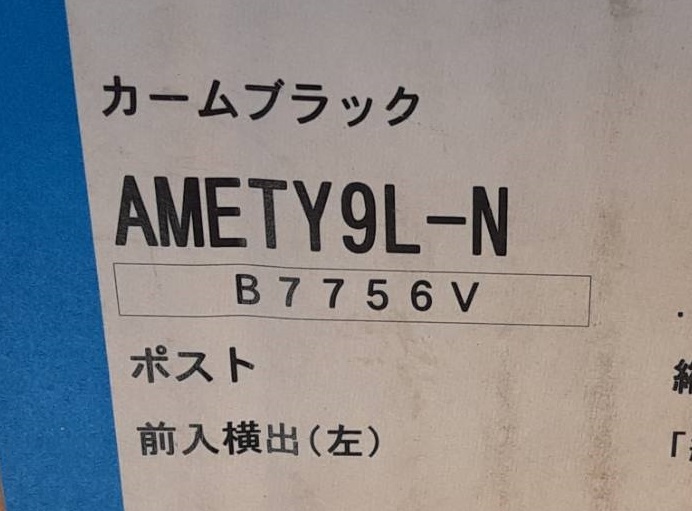 カームブラック
AMETY9L-N
B7756V
ポスト
前入横出(左)